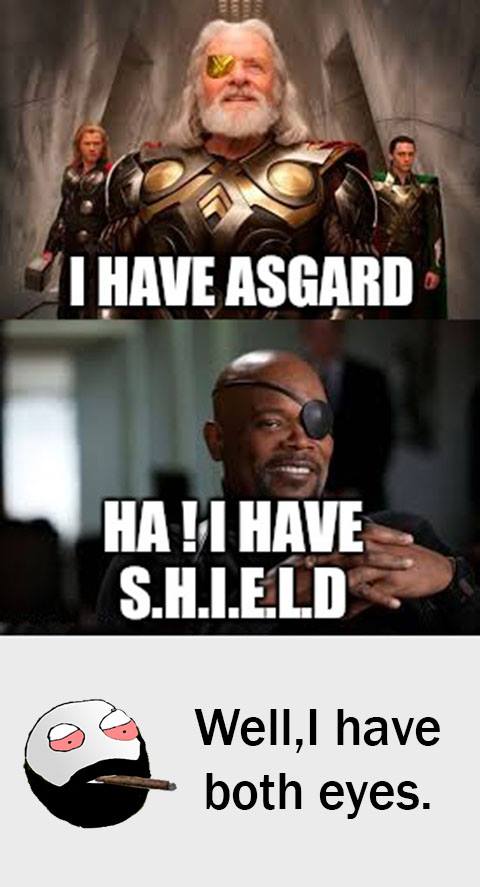 I HAVE ASGARD
HA ! I HAVE
S.H.I.E.L.D
Well,I have
both eyes.